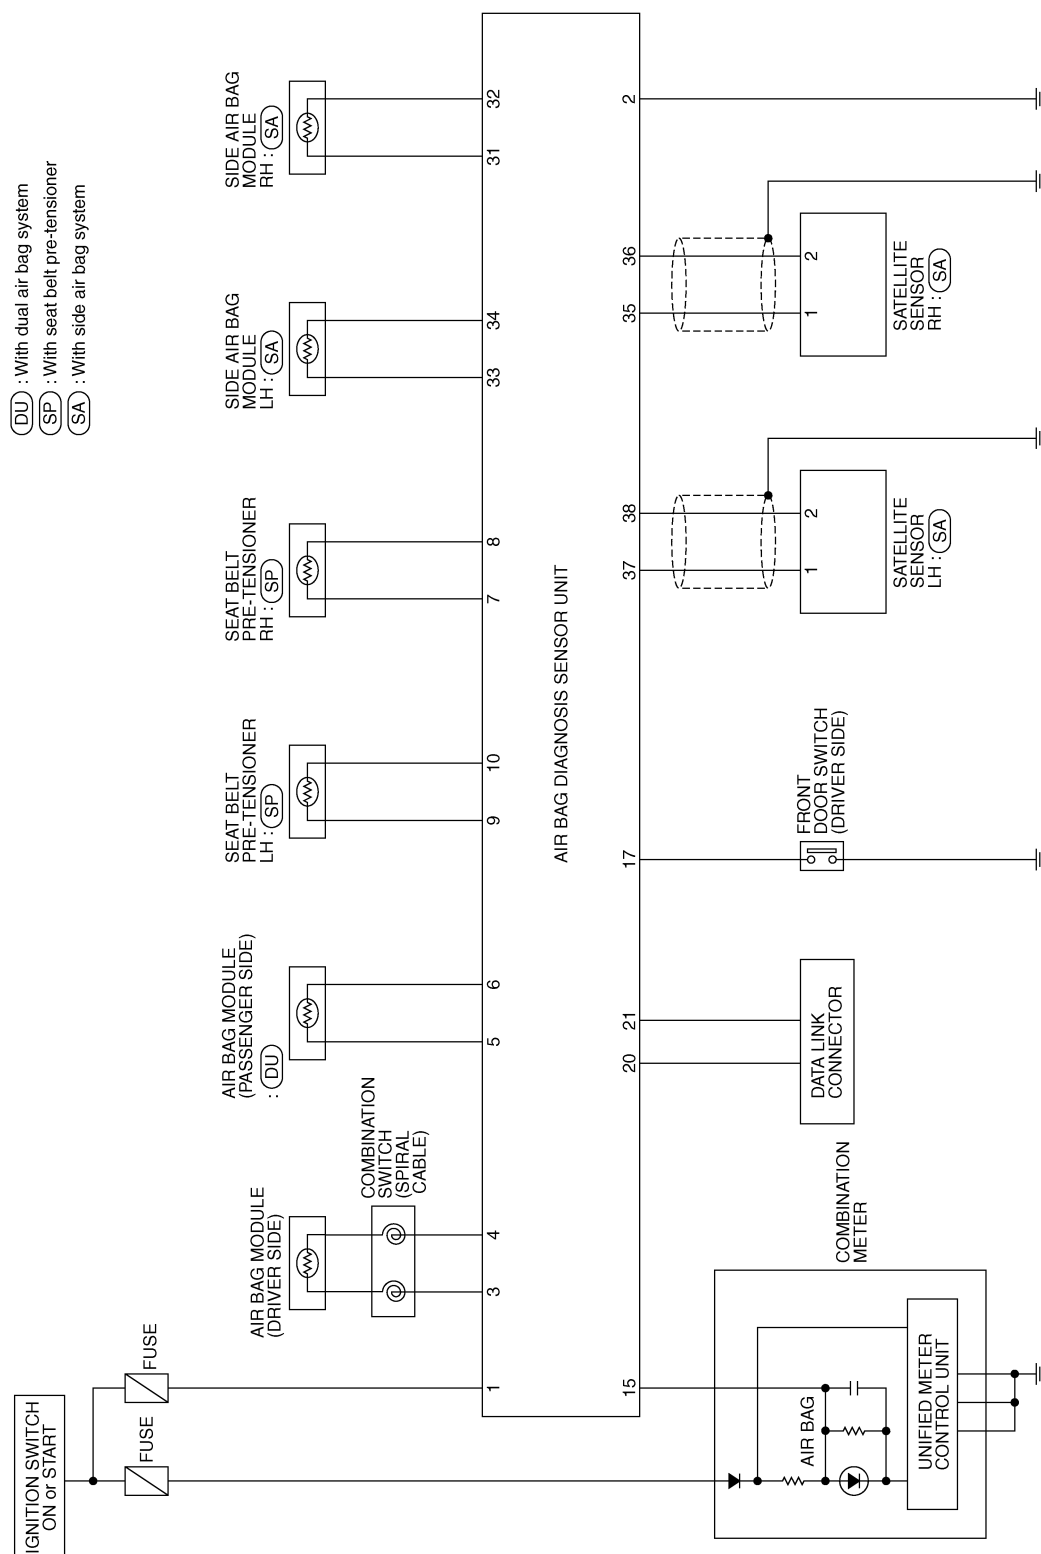 IGNITION SWITCH
ON or START
FUSE
FUSE
DU : With dual air bag system
SP : With seat belt pre-tensioner
SA : With side air bag system
AIR BAG MODULE
(DRIVER SIDE)
COMBINATION
SWITCH
(SPIRAL
CABLE)
AIR BAG MODULE
(PASSENGER SIDE)
: DU
SEAT BELT
PRE-TENSIONER
LH : SP
SEAT BELT
PRE-TENSIONER
RH : SP
SIDE AIR BAG
MODULE
LH : SA
SIDE AIR BAG
MODULE
RH : SA
1
3
4
5
6
9
10
7
8
33
34
31
32
AIR BAG DIAGNOSIS SENSOR UNIT
15
20
21
17
37
38
35
36
2
COMBINATION
METER
AIR BAG
UNIFIED METER
CONTROL UNIT
DATA LINK
CONNECTOR
FRONT
DOOR SWITCH
(DRIVER SIDE)
1
2
SATELLITE
SENSOR
LH : SA
1
2
SATELLITE
SENSOR
RH : SA